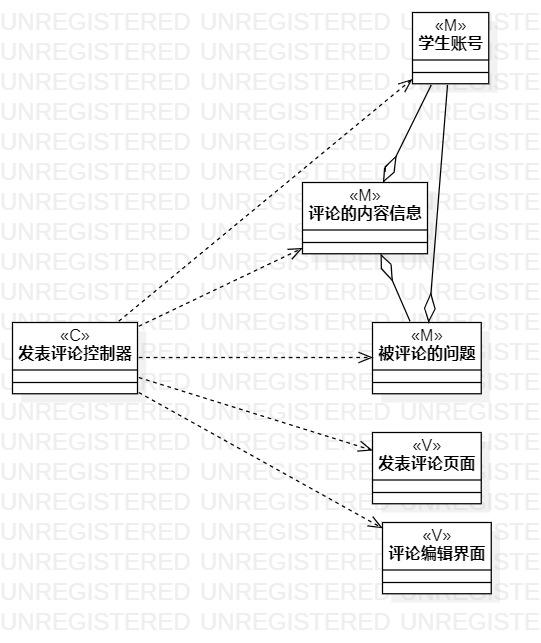 «M»
学生账号
«M»
评论的内容信息
«C»
发表评论控制器
«M»
被评论的问题
«V»
发表评论页面
«V»
评论编辑界面
UNREGISTERED UNREGISTERED UNREGISTERED